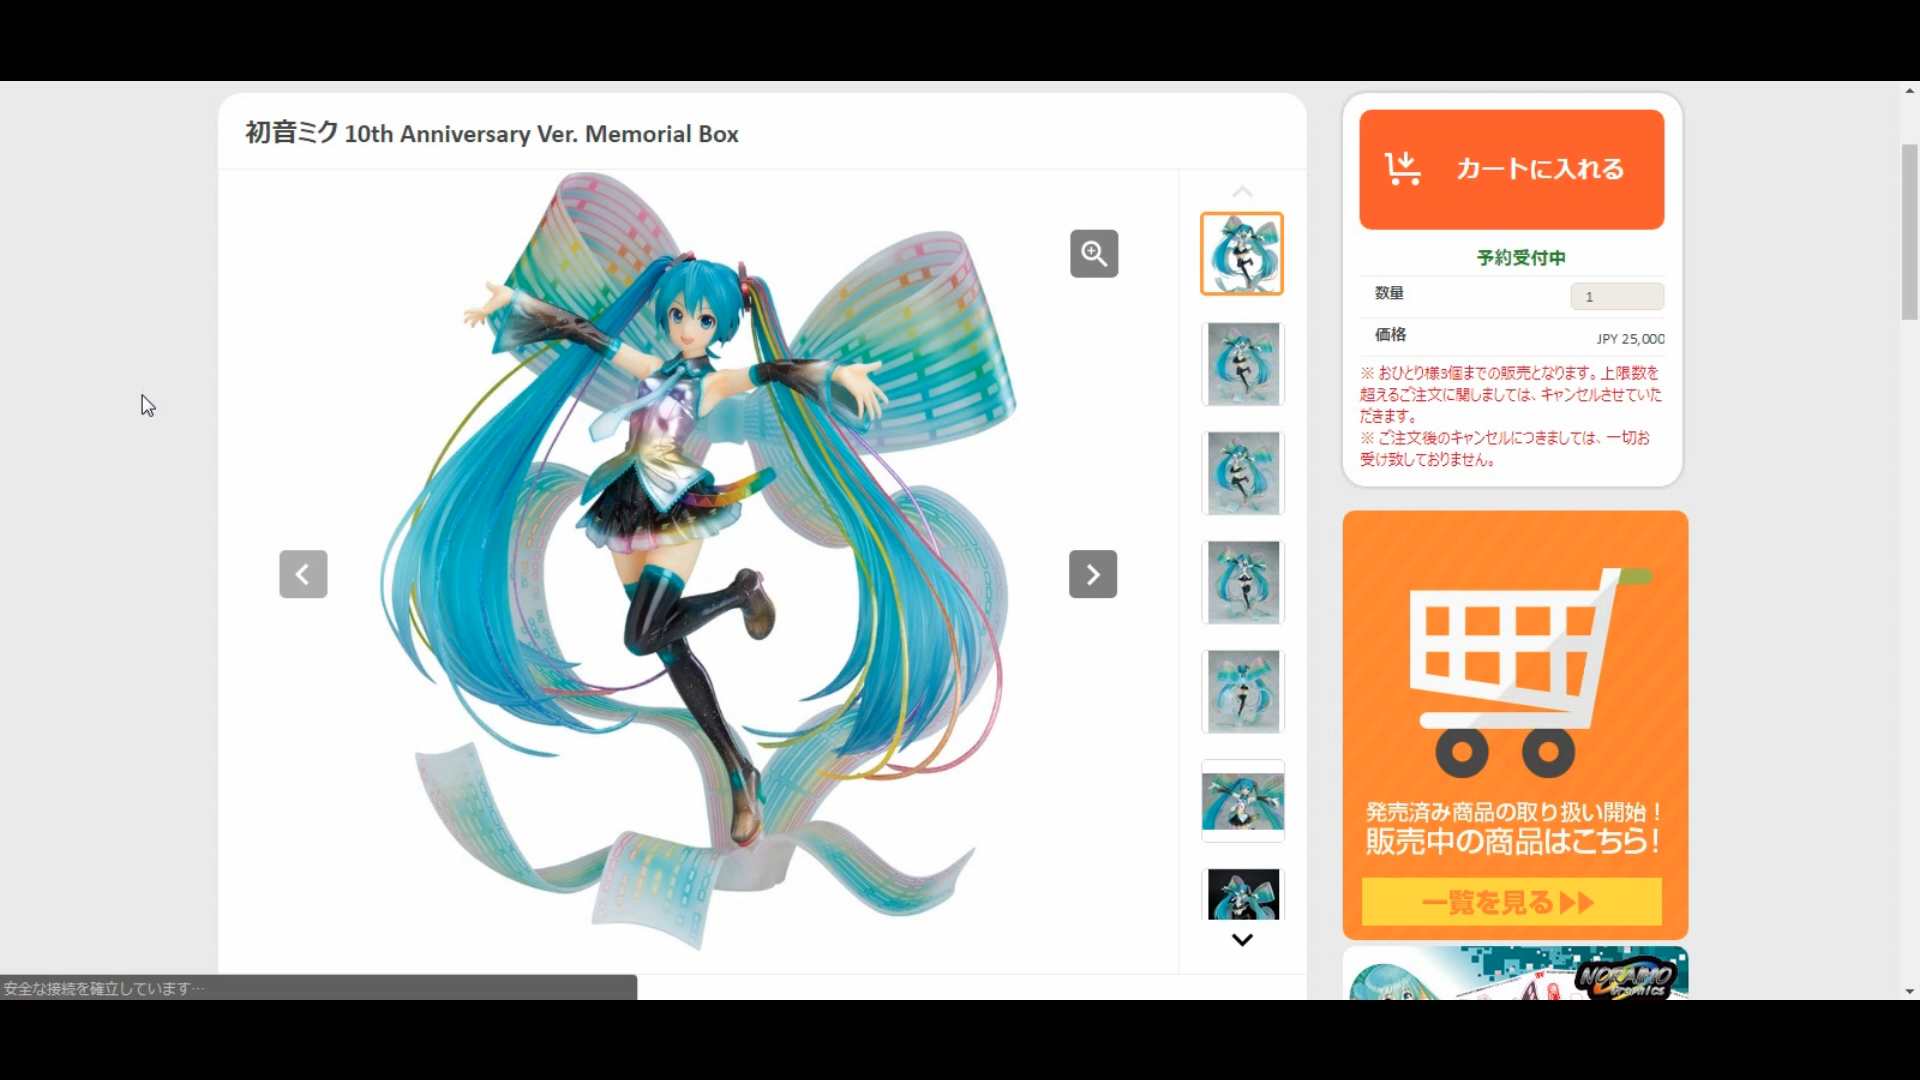 初音ミク 10th Anniversary Ver. Memorial Box
カートに入れる
予約受付中
数量
1
価格
JPY 25,000
※ おひとり様3個までの販売となります。上限数を
超えるご注文に関しましては、キャンセルさせていた
だきます。
※ ご注文後のキャンセルにつきましては、一切お
受け致しておりません。
発売済み商品の取り扱い開始！
販売中の商品はこちら！
一覧を見る
NORAIMO
GRAPHICS
安全な接続を確立しています…